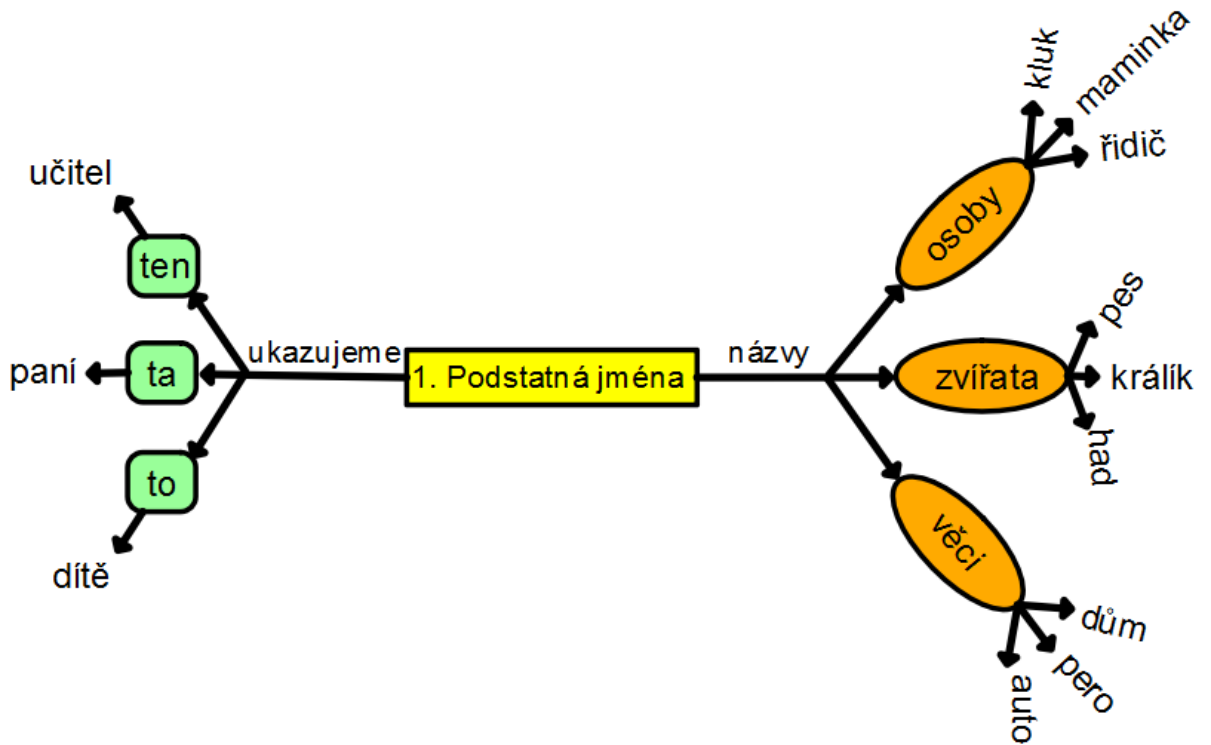 1. Podstatná jména
ukazujeme
ten
učitel
ta
paní
to
dítě
názvy
osoby
kluk
maminka
řidič
zvířata
pes
králík
had
věci
dům
pero
auto